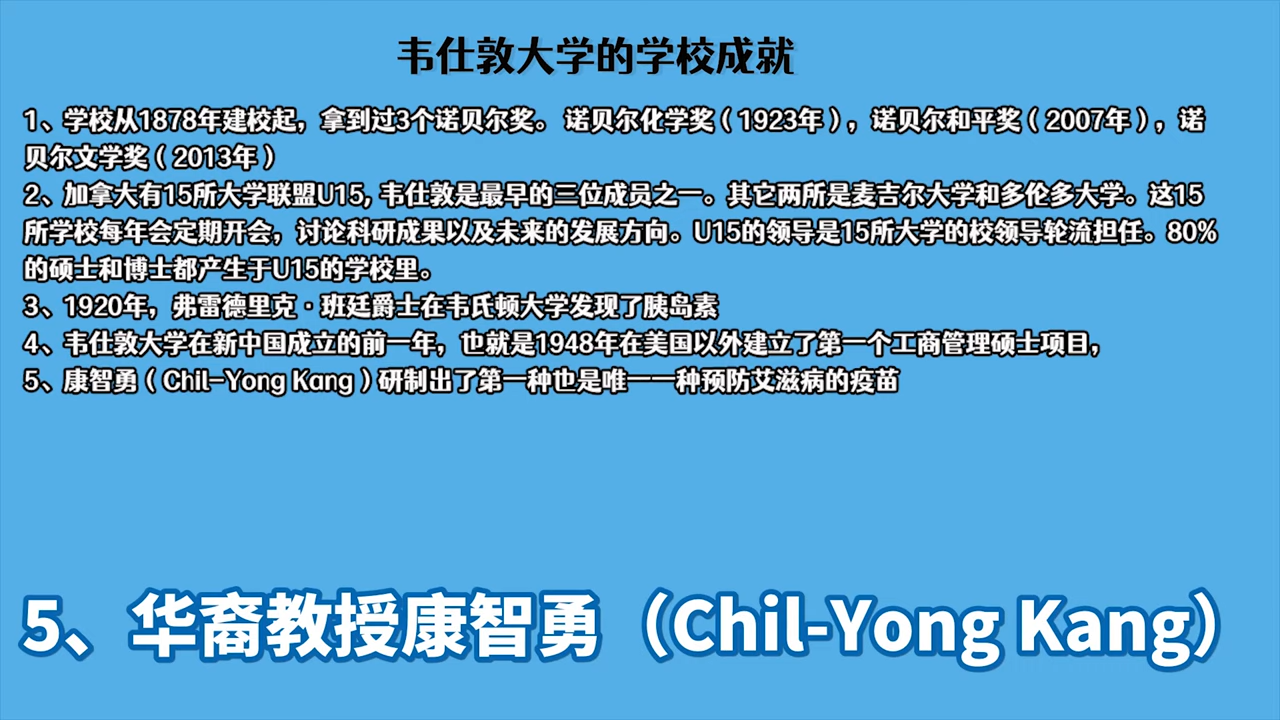 韦仕敦大学的学校成就
1、学校从1878年建校起，拿到过3个诺贝尔奖。 诺贝尔化学奖（1923年），诺贝尔和平奖（2007年），诺
贝尔文学奖（2013年）
2、加拿大有15所大学联盟U15, 韦仕敦是最早的三位成员之一。其它两所是麦吉尔大学和多伦多大学。这15
所学校每年会定期开会，讨论科研成果以及未来的发展方向。U15的领导是15所大学的校领导轮流担任。80%
的硕士和博士都产生于U15的学校里。
3、1920年，弗雷德里克·班廷爵士在韦氏顿大学发现了胰岛素
4、韦仕敦大学在新中国成立的前一年，也就是1948年在美国以外建立了第一个工商管理硕士项目，
5、康智勇（Chil-Yong Kang）研制出了第一种也是唯一一种预防艾滋病的疫苗
5、华裔教授康智勇（Chil-Yong Kang）